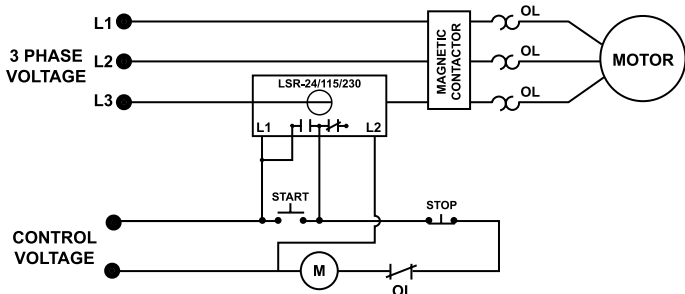 OL
L1
MAGNETIC
CONTACTOR
3 PHASE
VOLTAGE
L2
OL
MOTOR
LSR-24/115/230
L3
OL
L1
L2
START
STOP
CONTROL
VOLTAGE
M
OL